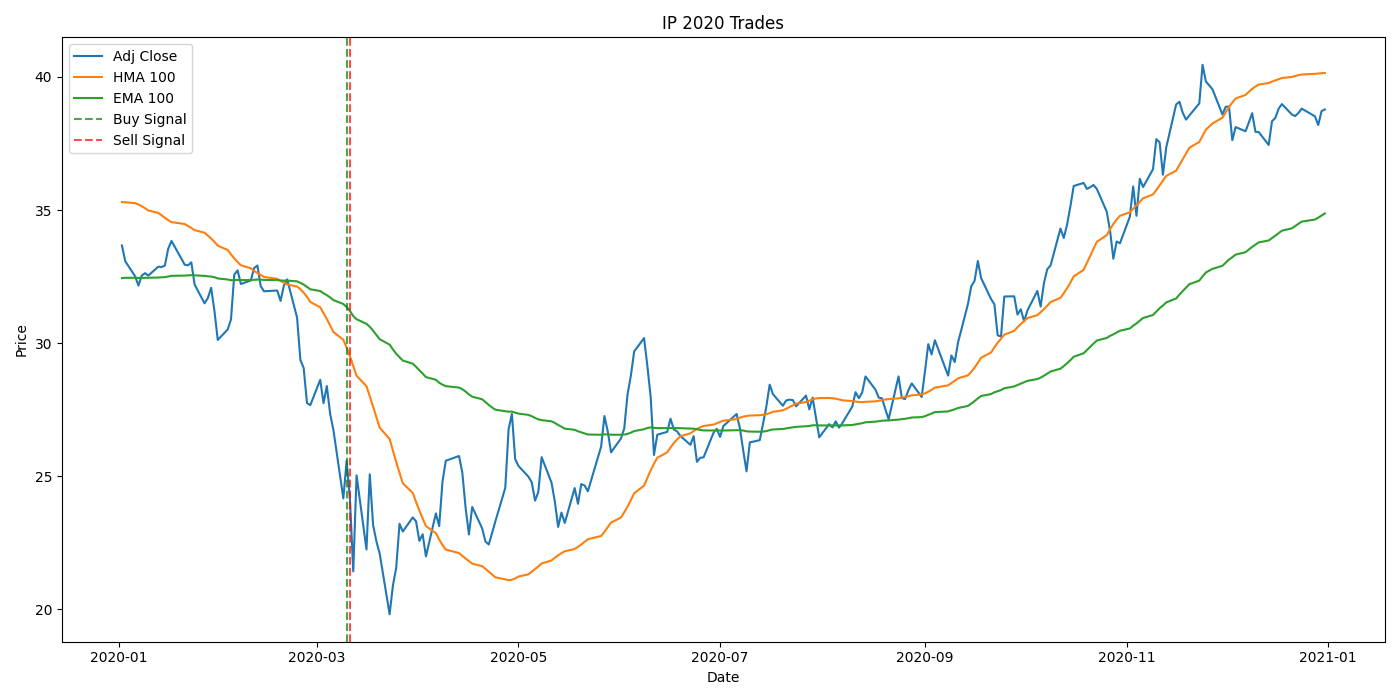 IP 2020 Trades
Adj Close
HMA 100
EMA 100
Buy Signal
Sell Signal
Price
40
35
30
25
20
2020-01
2020-03
2020-05
2020-07
2020-09
2020-11
2021-01
Date